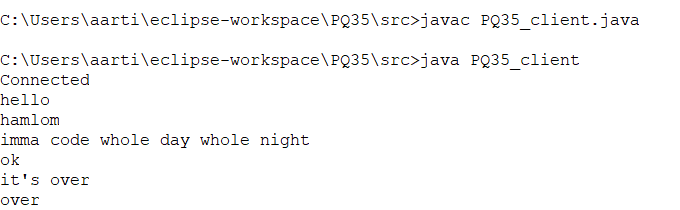 C:\Users\aarti\eclipse-workspace\PQ35\src>javac PQ35_client.java
C:\Users\aarti\eclipse-workspace\PQ35\src>java PQ35_client
Connected
hello
hamlom
imma code whole day whole night
ok
it's over
over